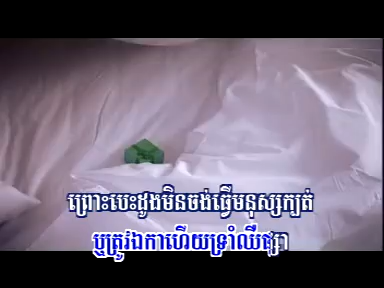 ព្រោះបេះដូងមិនចង់ធ្វើមនុស្សក្បត់
ឬត្រូវឯកាហើយទ្រាំឈឺផ្សា